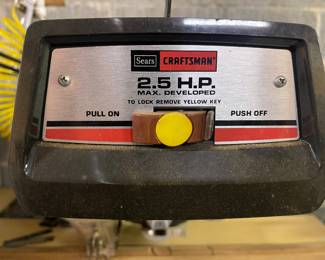 Sears CRAFTSMAN
2.5 H.P.
MAX. DEVELOPED
TO LOCK REMOVE YELLOW KEY
PULL ON PUSH OFF